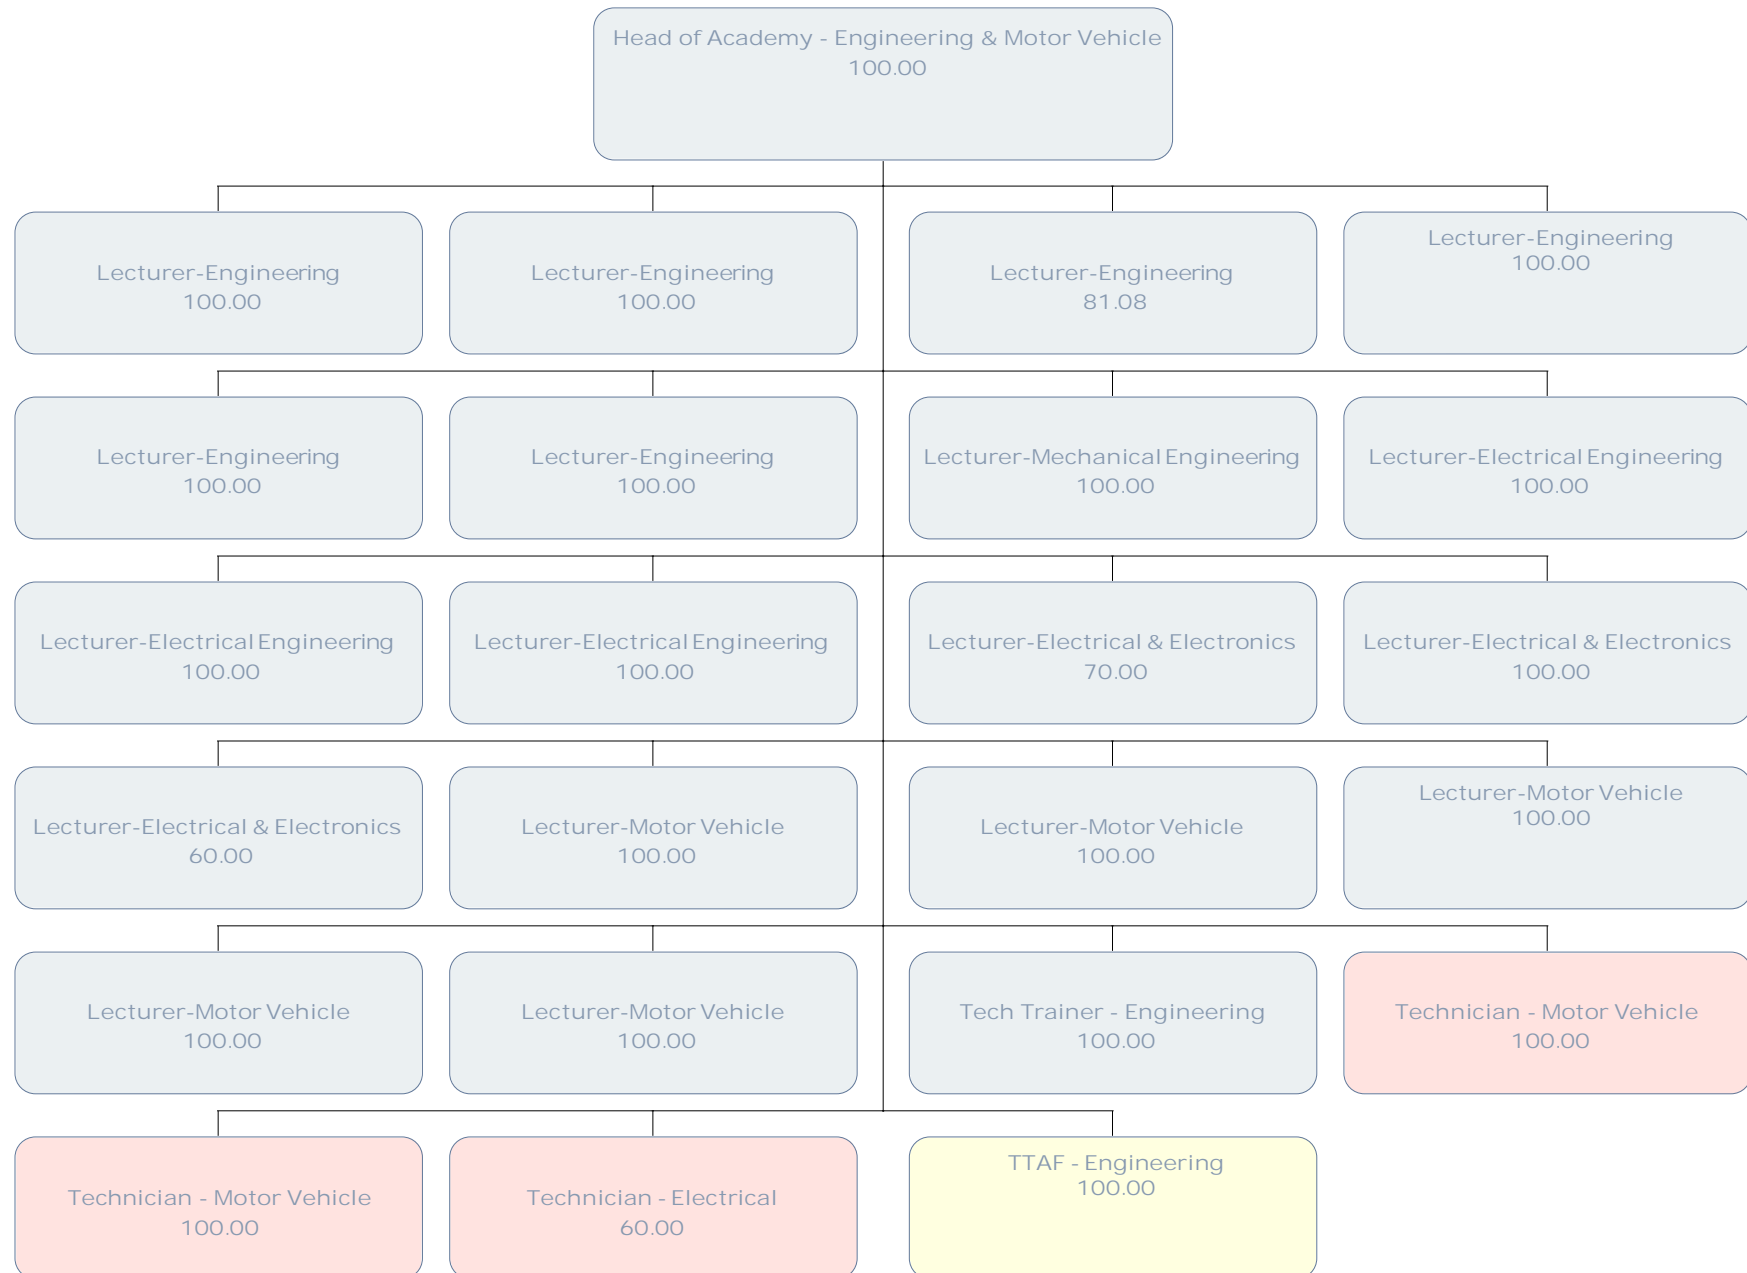 Head of Academy - Engineering & Motor Vehicle
100.00
Lecturer-Engineering
100.00
Lecturer-Engineering
100.00
Lecturer-Engineering
81.08
Lecturer-Engineering
100.00
Lecturer-Engineering
100.00
Lecturer-Engineering
100.00
Lecturer-Mechanical Engineering
100.00
Lecturer-Electrical Engineering
100.00
Lecturer-Electrical Engineering
100.00
Lecturer-Electrical Engineering
100.00
Lecturer-Electrical & Electronics
70.00
Lecturer-Electrical & Electronics
100.00
Lecturer-Electrical & Electronics
60.00
Lecturer-Motor Vehicle
100.00
Lecturer-Motor Vehicle
100.00
Lecturer-Motor Vehicle
100.00
Lecturer-Motor Vehicle
100.00
Lecturer-Motor Vehicle
100.00
Tech Trainer - Engineering
100.00
Technician - Motor Vehicle
100.00
Technician - Motor Vehicle
100.00
Technician - Electrical
60.00
TTAF - Engineering
100.00